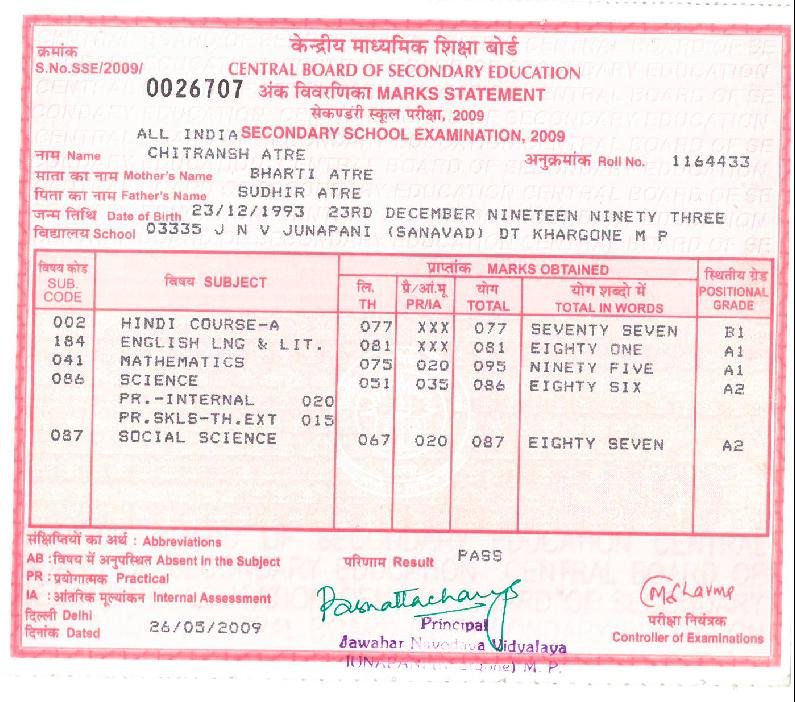 केन्द्रीय माध्यमिक शिक्षा बोर्ड
क्रमांक
S.No.SSE/2009/ CENTRAL BOARD OF SECONDARY EDUCATION
0026707 अंक विवरणिका MARKS STATEMENT
सेकण्डरी स्कूल परीक्षा, 2009
ALL INDIA SECONDARY SCHOOL EXAMINATION, 2009
नाम Name CHITRANSH ATRE अनुक्रमांक Roll No. 1164433
माता का नाम Mother's Name BHARTI ATRE
पिता का नाम Father's Name SUDHIR ATRE
जन्म तिथि Date of Birth 23/12/1993 23RD DECEMBER NINETEEN NINETY THREE
विद्यालय School 03335 J N V JUNAPANI (SANAVAD) DT KHARGONE M P
विषय कोड SUB. CODE विषय SUBJECT प्राप्तांक MARKS OBTAINED स्थितीय ग्रेड POSITIONAL GRADE
लि. TH प्रै/आं.मू PR/IA योग TOTAL योग शब्दो में TOTAL IN WORDS
002 HINDI COURSE-A 077 XXX 077 SEVENTY SEVEN B1
184 ENGLISH LNG & LIT. 081 XXX 081 EIGHTY ONE A1
041 MATHEMATICS 075 020 095 NINETY FIVE A1
086 SCIENCE 051 035 086 EIGHTY SIX A2
PR.-INTERNAL 020
PR.SKLS-TH.EXT 015
087 SOCIAL SCIENCE 067 020 087 EIGHTY SEVEN A2
संक्षिप्तियों का अर्थ : Abbreviations
AB : विषय में अनुपस्थित Absent in the Subject परिणाम Result PASS
PR : प्रयोगात्मक Practical
IA : आंतरिक मूल्यांकन Internal Assessment
दिल्ली Delhi
दिनांक Dated 26/05/2009
Principal
Jawahar Navodaya Vidyalaya
M. P.
परीक्षा नियंत्रक
Controller of Examinations